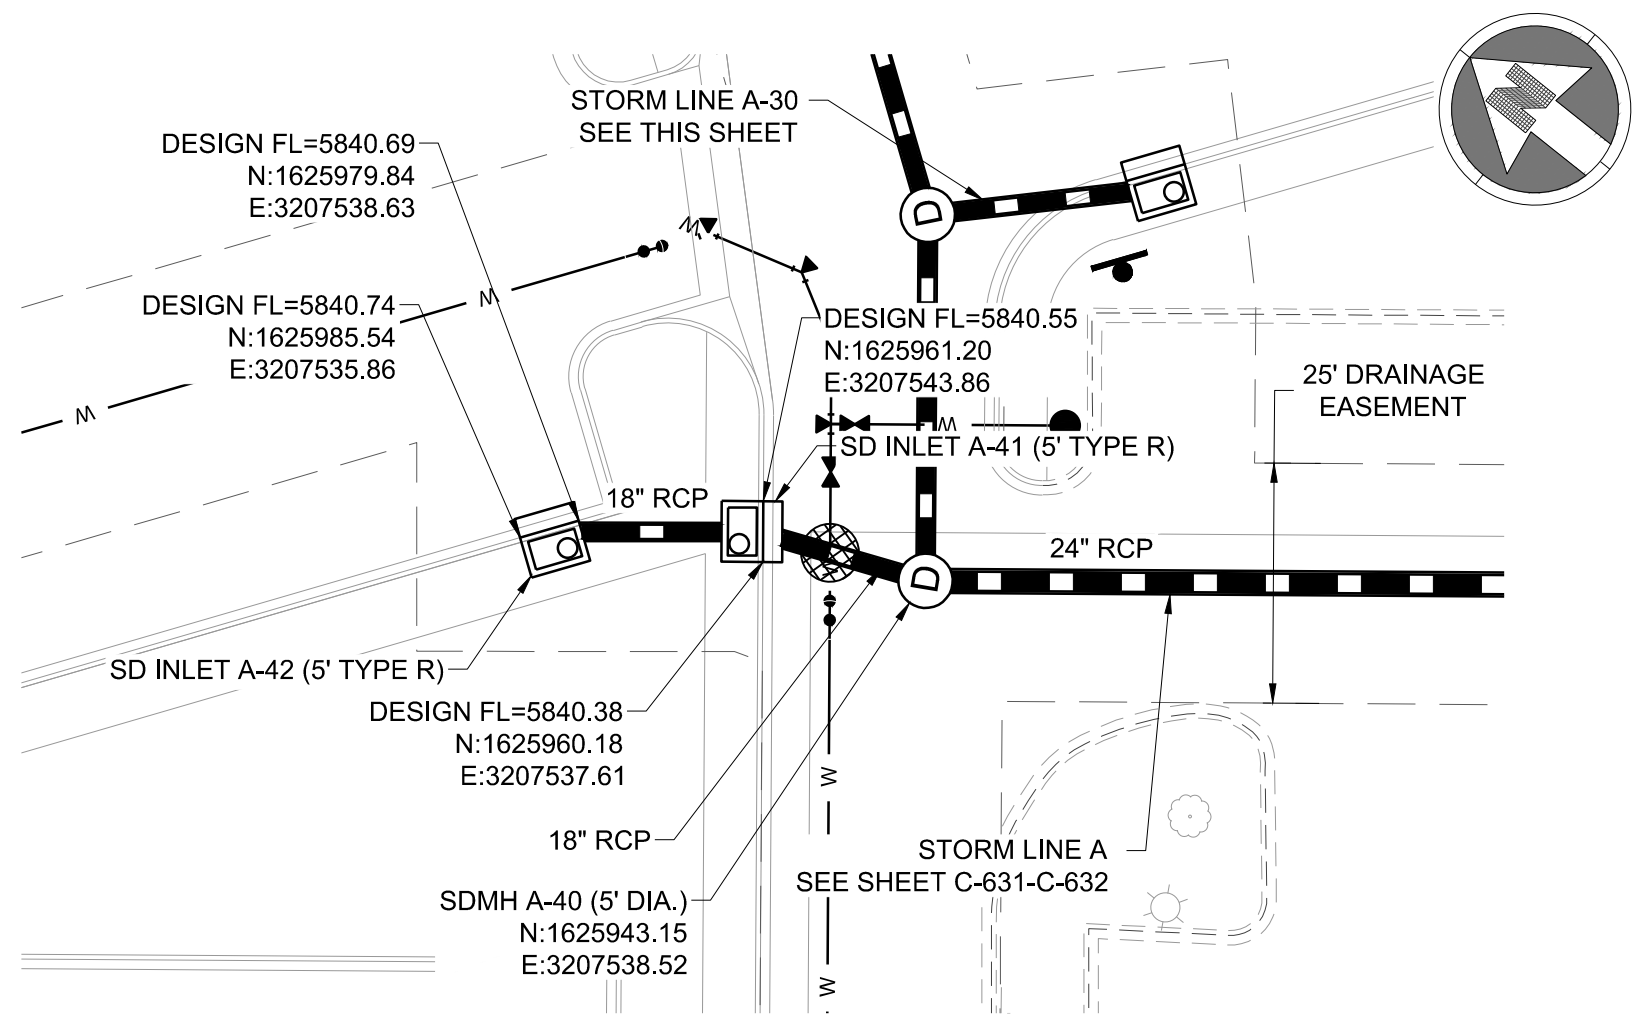 STORM LINE A-30
SEE THIS SHEET
DESIGN FL=5840.69
N:1625979.84
E:3207538.63
D
W
W
DESIGN FL=5840.74
N:1625985.54
E:3207535.86
DESIGN FL=5840.55
N:1625961.20
E:3207543.86
25' DRAINAGE
EASEMENT
W
W
SD INLET A-41 (5' TYPE R)
18" RCP
24" RCP
D
SD INLET A-42 (5' TYPE R)
DESIGN FL=5840.38
N:1625960.18
E:3207537.61
W
18" RCP
STORM LINE A
SEE SHEET C-631-C-632
SDMH A-40 (5' DIA.)
N:1625943.15
E:3207538.52
W
N